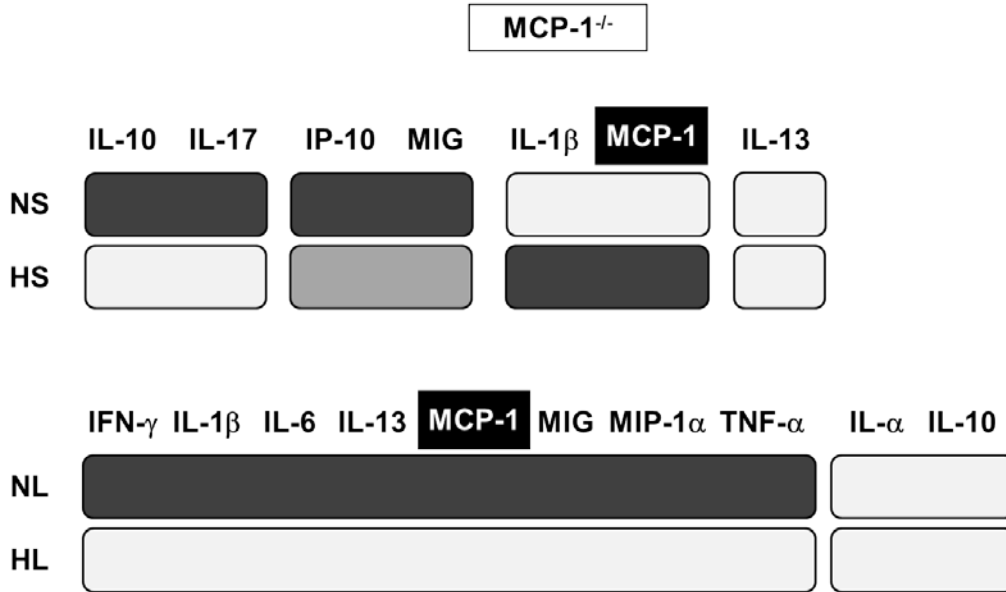 MCP-1-/-
IL-10 IL-17 IP-10 MIG IL-1β MCP-1 IL-13
NS
HS
IFN-γ IL-1β IL-6 IL-13 MCP-1 MIG MIP-1α TNF-α IL-α IL-10
NL
HL